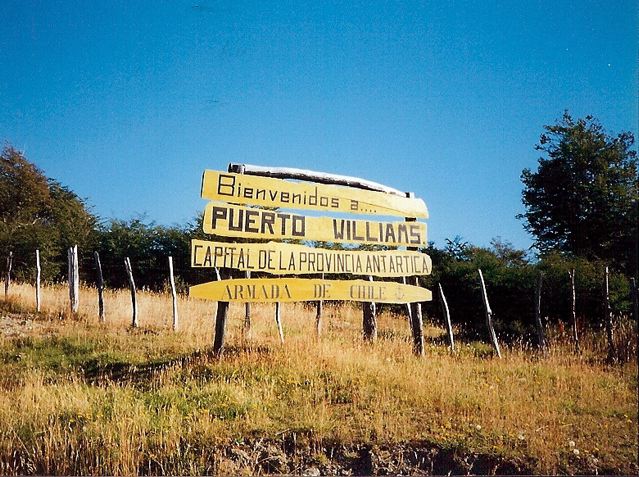 Bienvenidos a....
PUERTO WILLIAMS
CAPITAL DE LA PROVINCIA ANTARTICA
ARMADA DE CHILE